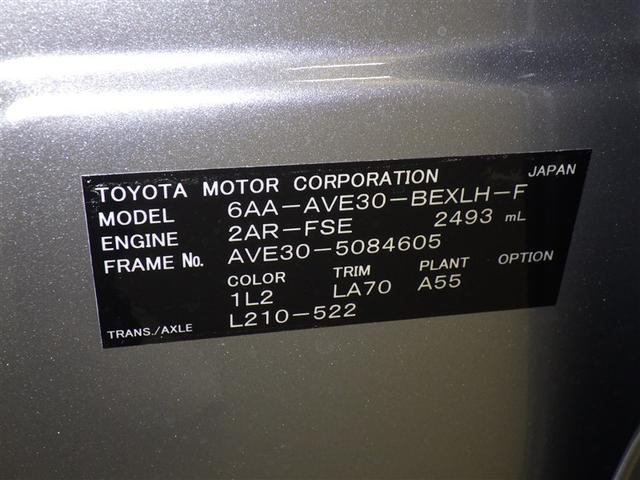 TOYOTA MOTOR CORPORATION JAPAN
MODEL 6AA-AVE30-BEXLH-F
ENGINE 2AR-FSE 2493 mL
FRAME No. AVE30-5084605
COLOR TRIM PLANT OPTION
1L2 LA70 A55
TRANS./AXLE L210-522